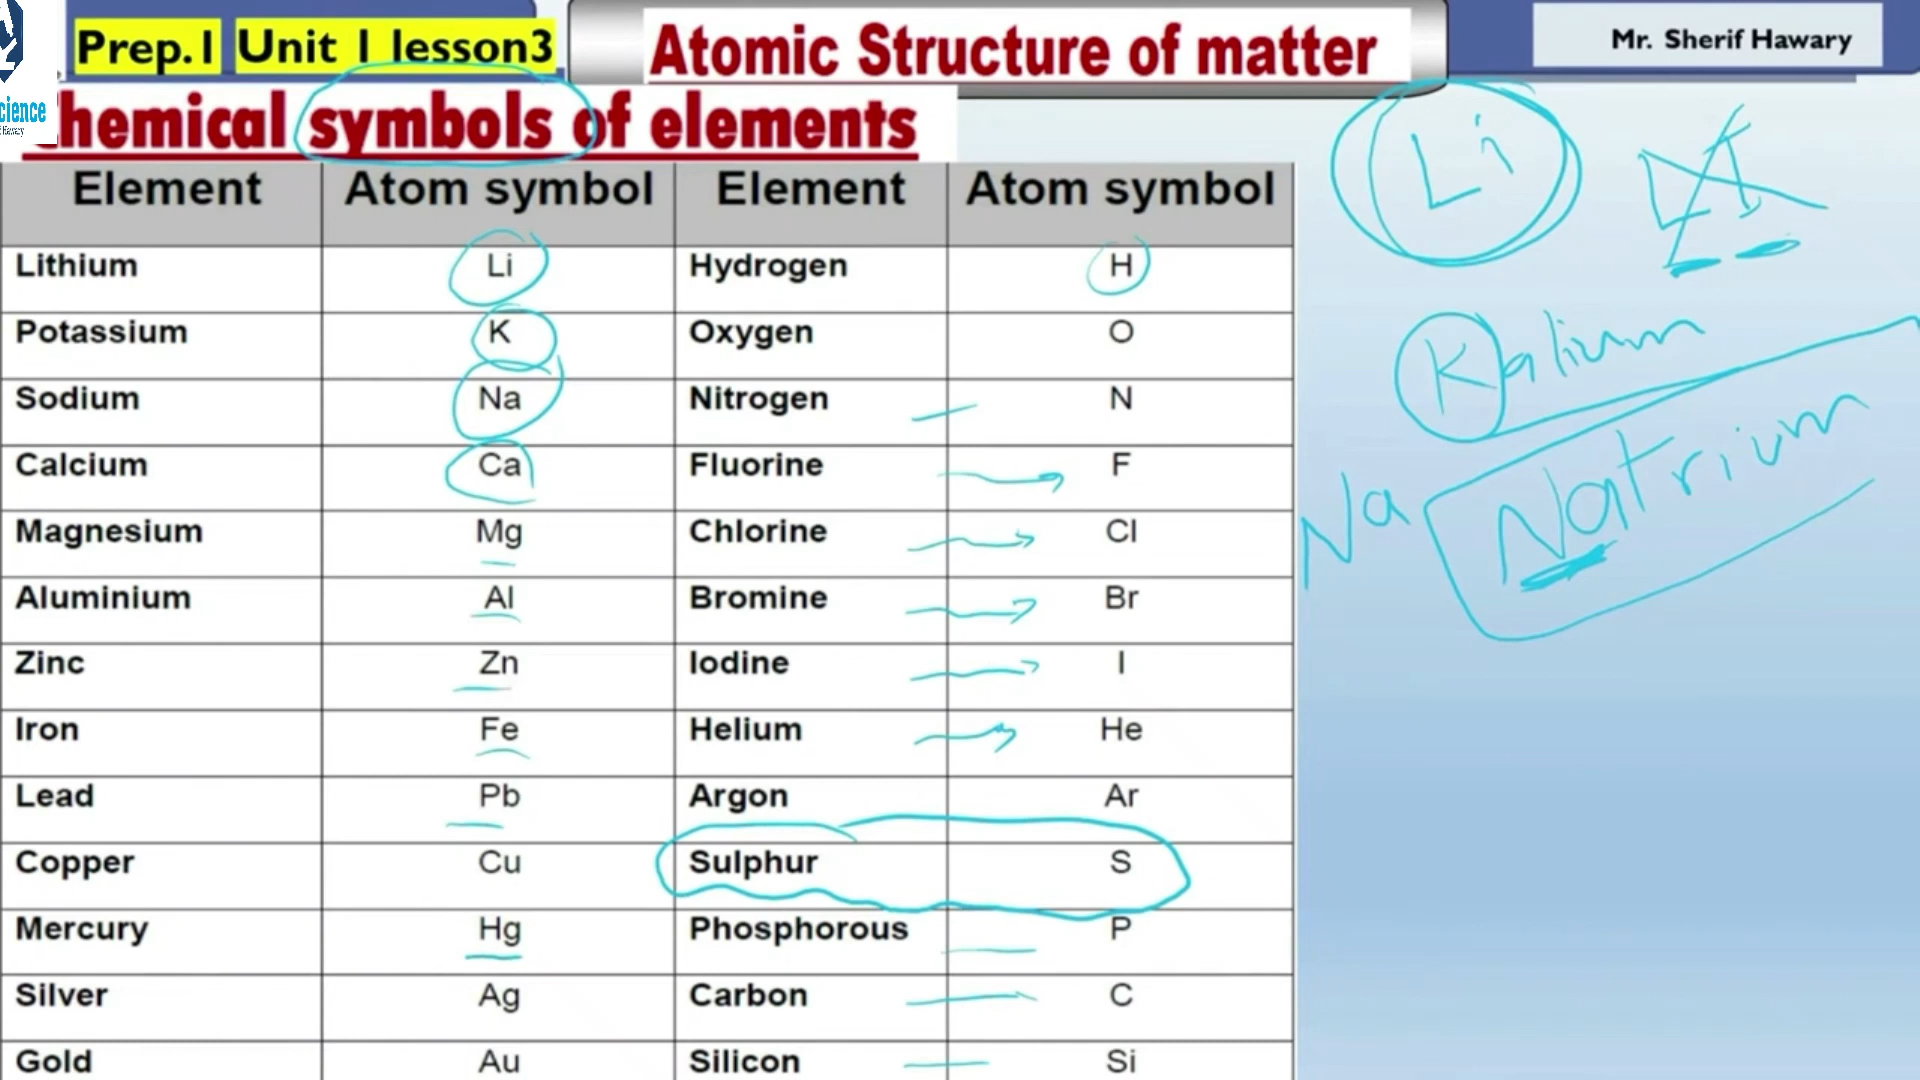 Prep.1 Unit 1 lesson3
Atomic Structure of matter
Mr. Sherif Hawary
hemical symbols of elements
cience
Element Atom symbol Element Atom symbol
Lithium Li Hydrogen H
Potassium K Oxygen O
Sodium Na Nitrogen N
Calcium Ca Fluorine F
Magnesium Mg Chlorine Cl
Aluminium Al Bromine Br
Zinc Zn Iodine I
Iron Fe Helium He
Lead Pb Argon Ar
Copper Cu Sulphur S
Mercury Hg Phosphorous P
Silver Ag Carbon C
Gold Au Silicon Si
Li
Kalium
Na Natrium